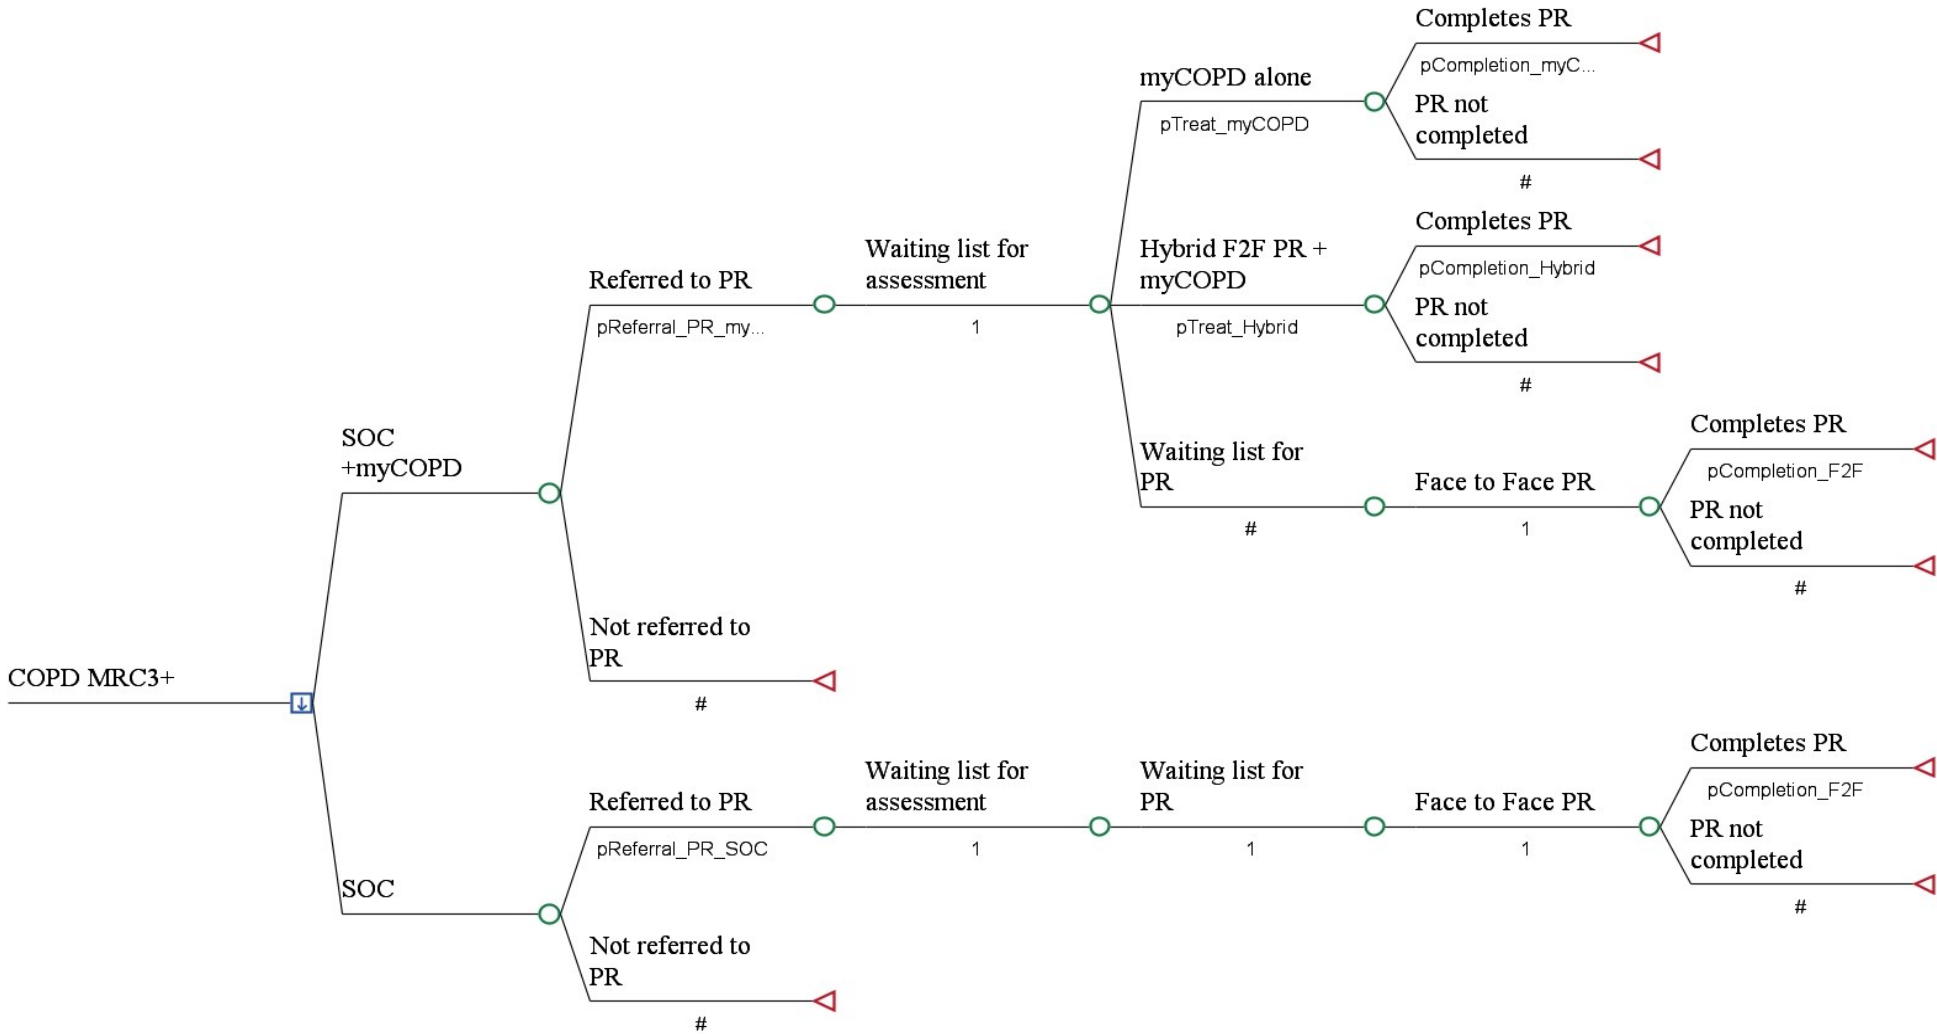 Completes PR
pCompletion_myC...
myCOPD alone
pTreat_myCOPD
PR not
completed
#
Completes PR
pCompletion_Hybrid
Hybrid F2F PR +
myCOPD
pTreat_Hybrid
PR not
completed
#
Waiting list for
assessment
1
Referred to PR
pReferral_PR_my...
Completes PR
pCompletion_F2F
Waiting list for
PR
#
Face to Face PR
1
PR not
completed
#
SOC
+myCOPD
Not referred to
PR
#
COPD MRC3+
Completes PR
pCompletion_F2F
Referred to PR
pReferral_PR_SOC
Waiting list for
assessment
1
Waiting list for
PR
1
Face to Face PR
1
PR not
completed
#
SOC
Not referred to
PR
#